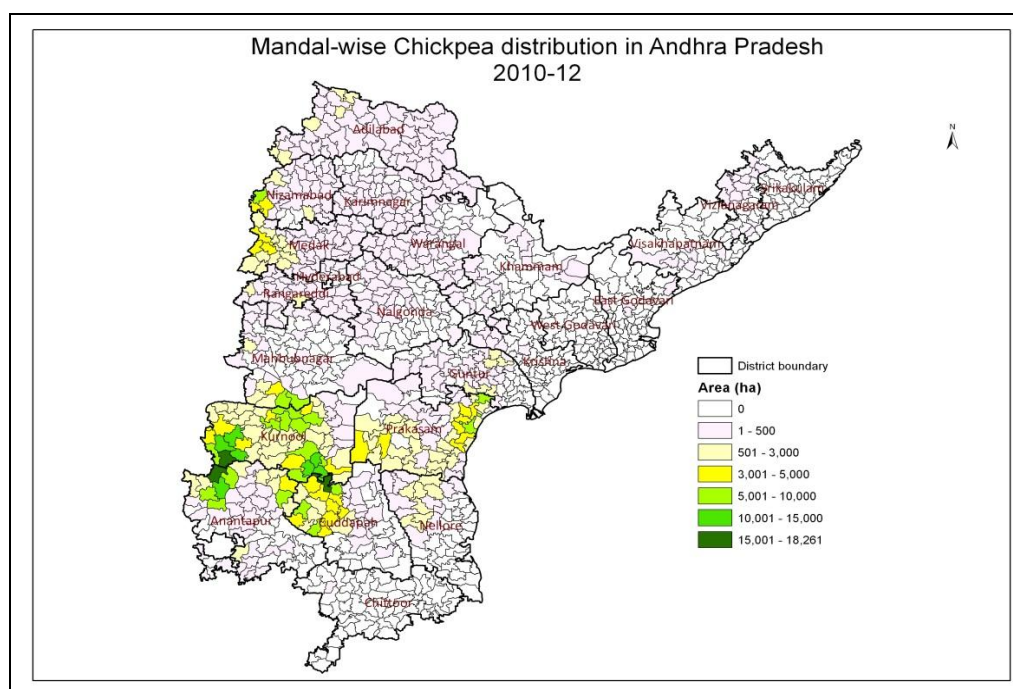 Mandal-wise Chickpea distribution in Andhra Pradesh
2010-12
N
Adilabad
Nizamabad
Karimnagar
Srikakulam
Vizianagaram
Medak
Warangal
Visakhapatnam
Khammam
Hyderabad
Rangareddi
Nalgonda
East Godavari
West Godavari
Mahbubnagar
Krishna
Guntur
Kurnool
Prakasam
Anantapur
Cuddapah
Nellore
Chittoor
District boundary
Area (ha)
0
1 - 500
501 - 3,000
3,001 - 5,000
5,001 - 10,000
10,001 - 15,000
15,001 - 18,261